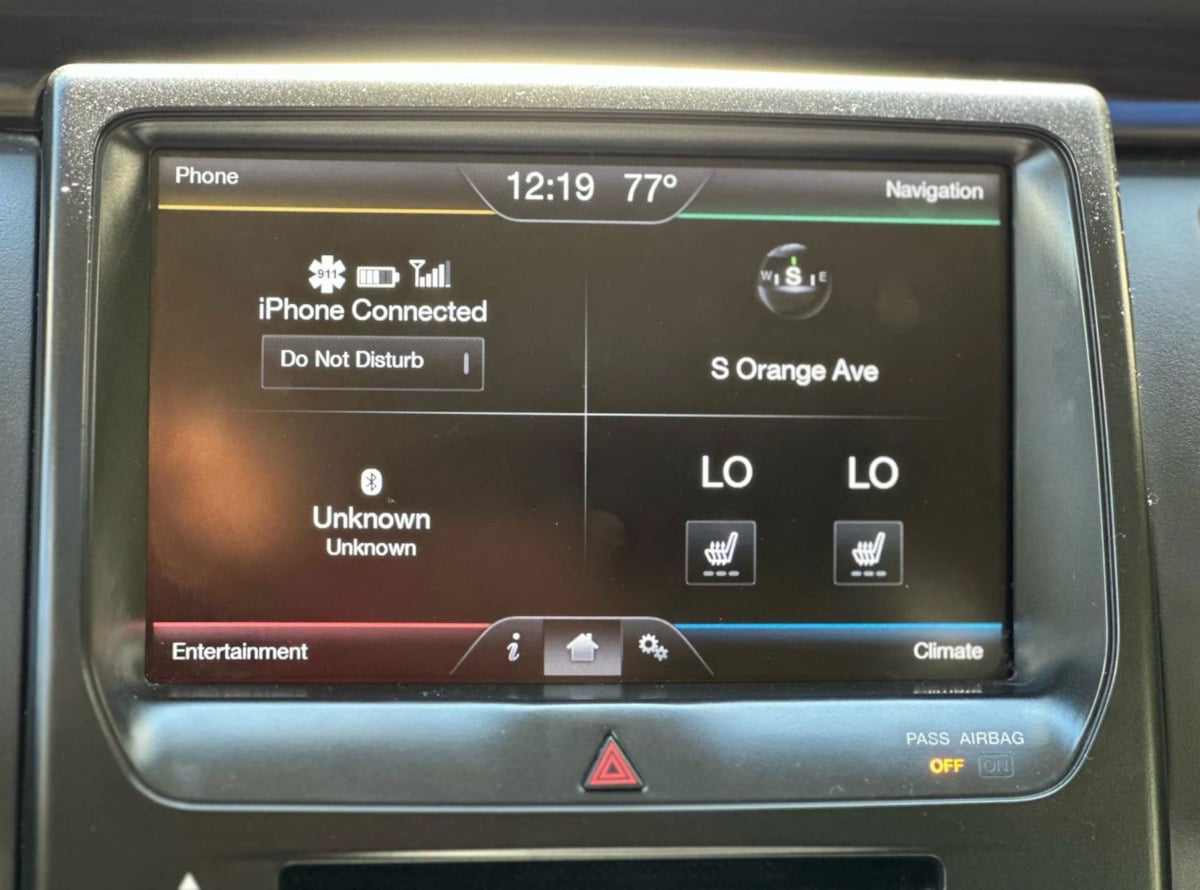 Phone
12:19 77°
Navigation
911
iPhone Connected
Do Not Disturb
W S E
S Orange Ave
Unknown
Unknown
LO LO
Entertainment
i
Climate
PASS AIRBAG
OFF ON